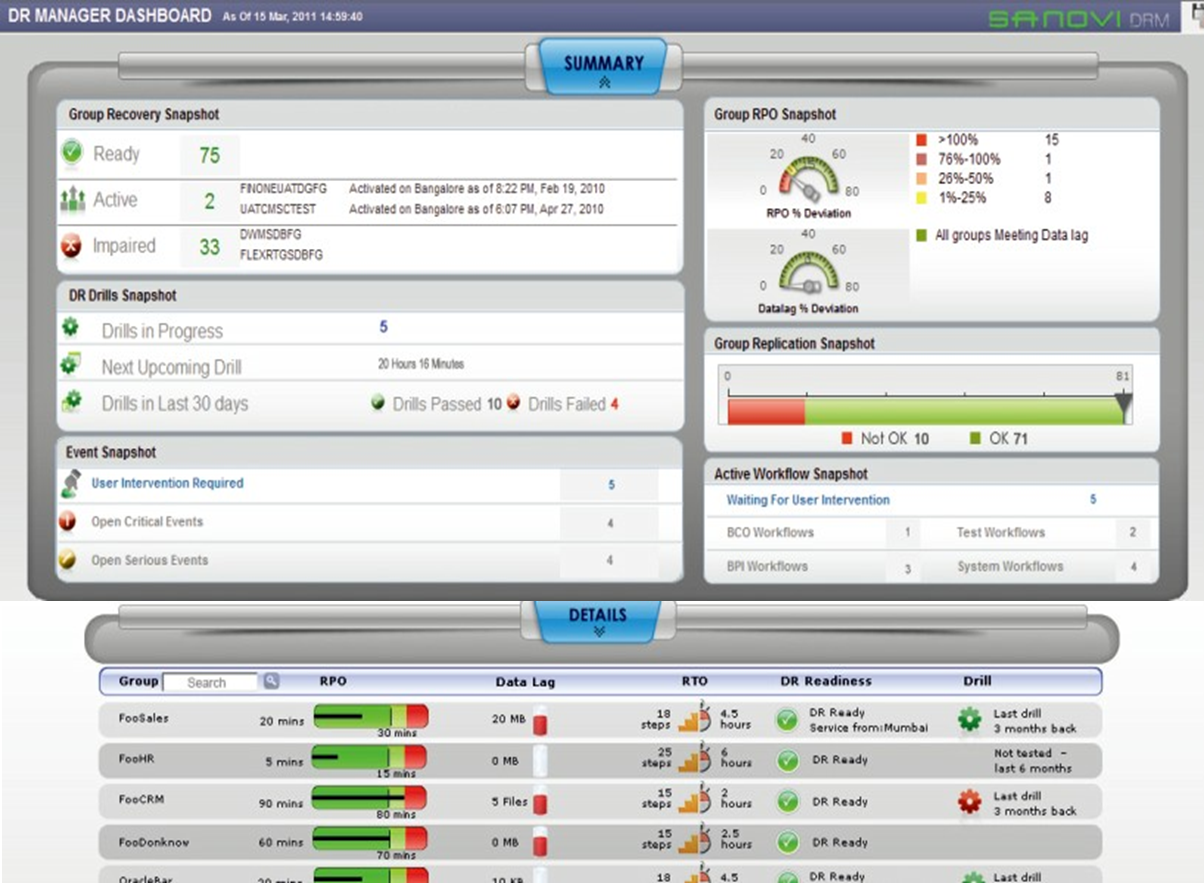 DR MANAGER DASHBOARD As Of 15 Mar, 2011 14:59:40
SANOVI DRM
SUMMARY
Group Recovery Snapshot
Ready 75
Active 2 FINONEUATDGFG Activated on Bangalore as of 8:22 PM, Feb 19, 2010
UATCMSCTEST Activated on Bangalore as of 6:07 PM, Apr 27, 2010
Impaired 33 DWMSDBFG
FLEXRTGSDBFG
DR Drills Snapshot
Drills in Progress 5
Next Upcoming Drill 20 Hours 16 Minutes
Drills in Last 30 days Drills Passed 10 Drills Failed 4
Event Snapshot
User Intervention Required 5
Open Critical Events 4
Open Serious Events 4
Group RPO Snapshot
0 20 40 60 80
RPO % Deviation
>100% 15
76%-100% 1
26%-50% 1
1%-25% 8
0 20 40 60 80
Datalag % Deviation
All groups Meeting Data lag
Group Replication Snapshot
0 81
Not OK 10 OK 71
Active Workflow Snapshot
Waiting For User Intervention 5
BCO Workflows 1 Test Workflows 2
BPI Workflows 3 System Workflows 4
DETAILS
Group Search RPO Data Lag RTO DR Readiness Drill
FooSales 20 mins 30 mins 20 MB 18 steps 4.5 hours DR Ready Service from:Mumbai Last drill 3 months back
FooHR 5 mins 15 mins 0 MB 25 steps 6 hours DR Ready Not tested - last 6 months
FooCRM 90 mins 80 mins 5 Files 15 steps 2 hours DR Ready Last drill 3 months back
FooDonknow 60 mins 70 mins 0 MB 15 steps 2.5 hours DR Ready
OracleBar 20 mins 10 KB 18 4.5 DR Ready Last drill